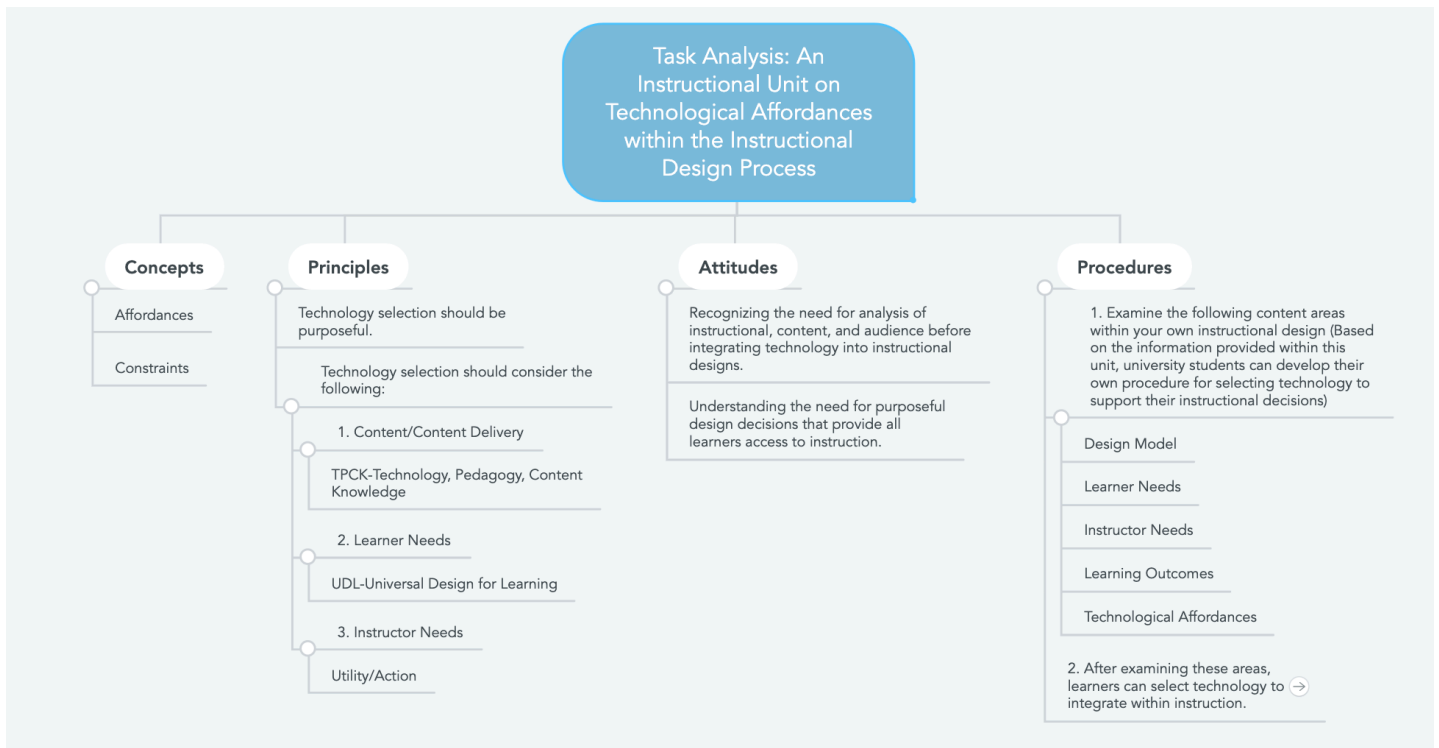 Task Analysis: An
Instructional Unit on
Technological Affordances
within the Instructional
Design Process
Concepts
Affordances
Constraints
Principles
Technology selection should be
purposeful.
Technology selection should consider the
following:
1. Content/Content Delivery
TPCK-Technology, Pedagogy, Content
Knowledge
2. Learner Needs
UDL-Universal Design for Learning
3. Instructor Needs
Utility/Action
Attitudes
Recognizing the need for analysis of
instructional, content, and audience before
integrating technology into instructional
designs.
Understanding the need for purposeful
design decisions that provide all
learners access to instruction.
Procedures
1. Examine the following content areas
within your own instructional design (Based
on the information provided within this
unit, university students can develop their
own procedure for selecting technology to
support their instructional decisions)
Design Model
Learner Needs
Instructor Needs
Learning Outcomes
Technological Affordances
2. After examining these areas,
learners can select technology to
integrate within instruction.